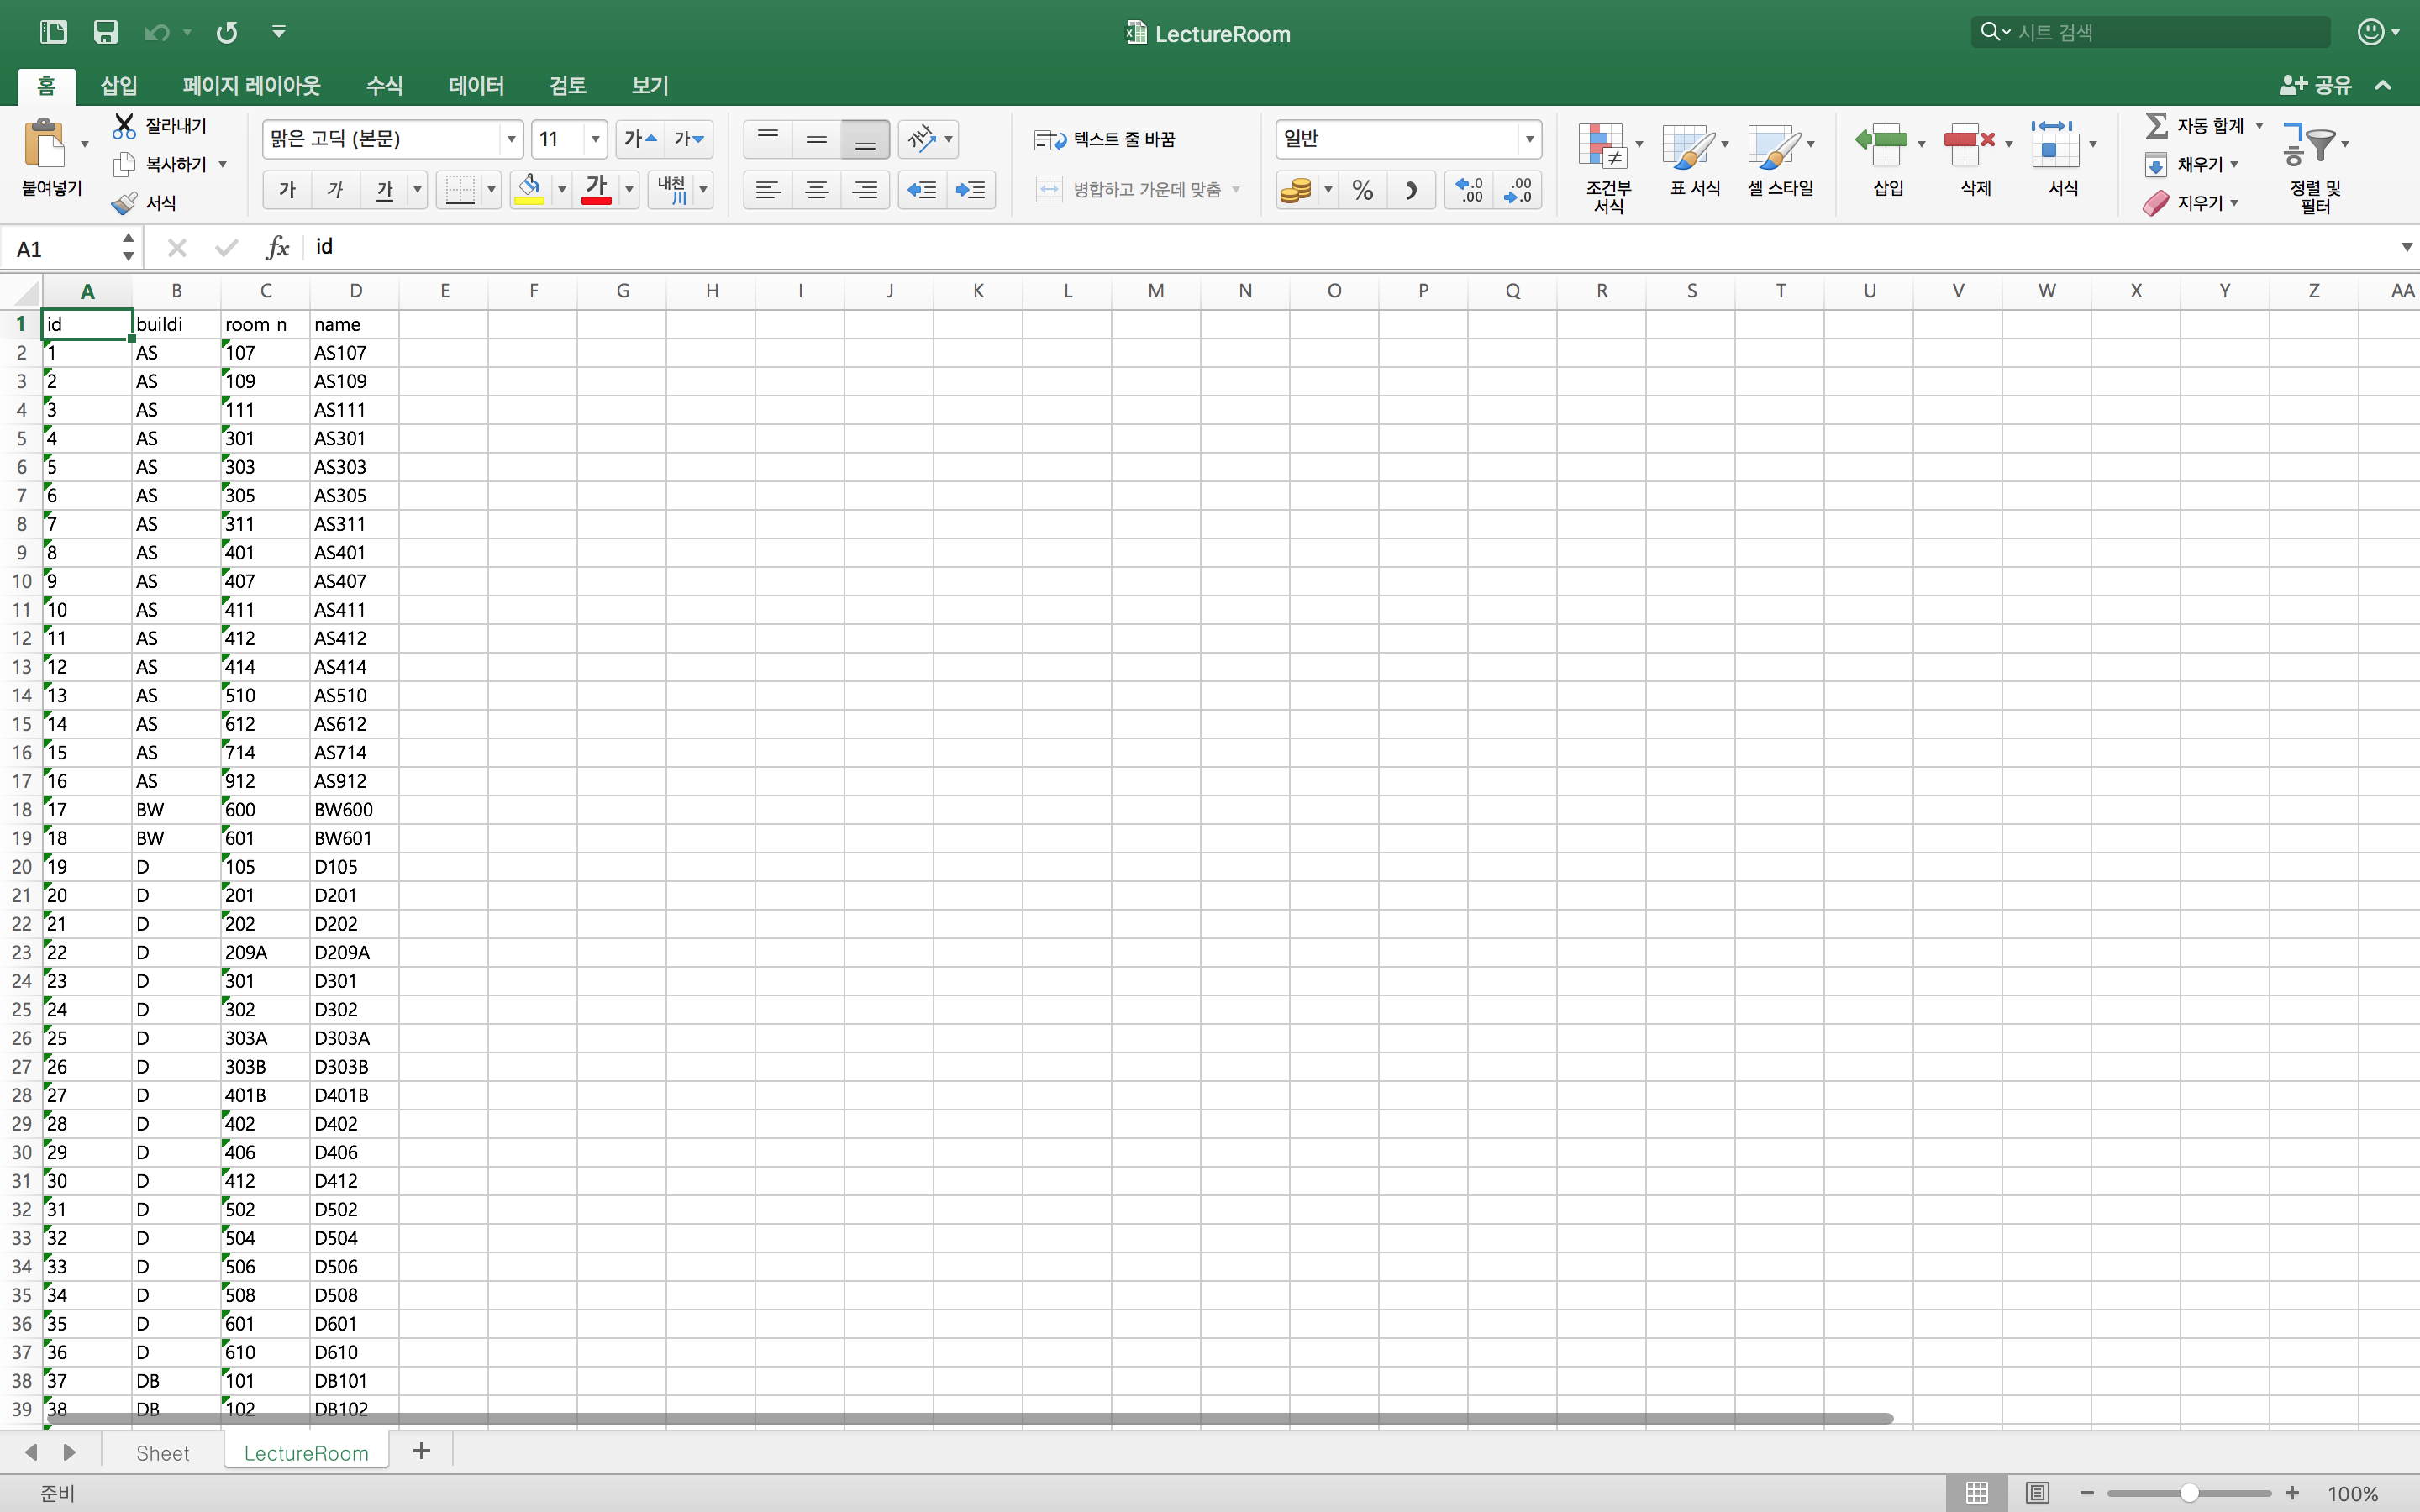 LectureRoom
시트 검색
홈 삽입 페이지 레이아웃 수식 데이터 검토 보기 공유
붙여넣기 잘라내기 복사하기 서식
맑은 고딕 (본문) 11 가 가
가 가 간 가 내천 川
텍스트 줄 바꿈
병합하고 가운데 맞춤
일반
% .0 .00 .00 .0
조건부 서식 표 서식 셀 스타일
삽입 삭제 서식
자동 합계 채우기 지우기
정렬 및 필터
A1 fx id
A B C D E F G H I J K L M N O P Q R S T U V W X Y Z AA
1 id buildi room n name
2 1 AS 107 AS107
3 2 AS 109 AS109
4 3 AS 111 AS111
5 4 AS 301 AS301
6 5 AS 303 AS303
7 6 AS 305 AS305
8 7 AS 311 AS311
9 8 AS 401 AS401
10 9 AS 407 AS407
11 10 AS 411 AS411
12 11 AS 412 AS412
13 12 AS 414 AS414
14 13 AS 510 AS510
15 14 AS 612 AS612
16 15 AS 714 AS714
17 16 AS 912 AS912
18 17 BW 600 BW600
19 18 BW 601 BW601
20 19 D 105 D105
21 20 D 201 D201
22 21 D 202 D202
23 22 D 209A D209A
24 23 D 301 D301
25 24 D 302 D302
26 25 D 303A D303A
27 26 D 303B D303B
28 27 D 401B D401B
29 28 D 402 D402
30 29 D 406 D406
31 30 D 412 D412
32 31 D 502 D502
33 32 D 504 D504
34 33 D 506 D506
35 34 D 508 D508
36 35 D 601 D601
37 36 D 610 D610
38 37 DB 101 DB101
39 38 DB 102 DB102
Sheet LectureRoom +
준비 100%